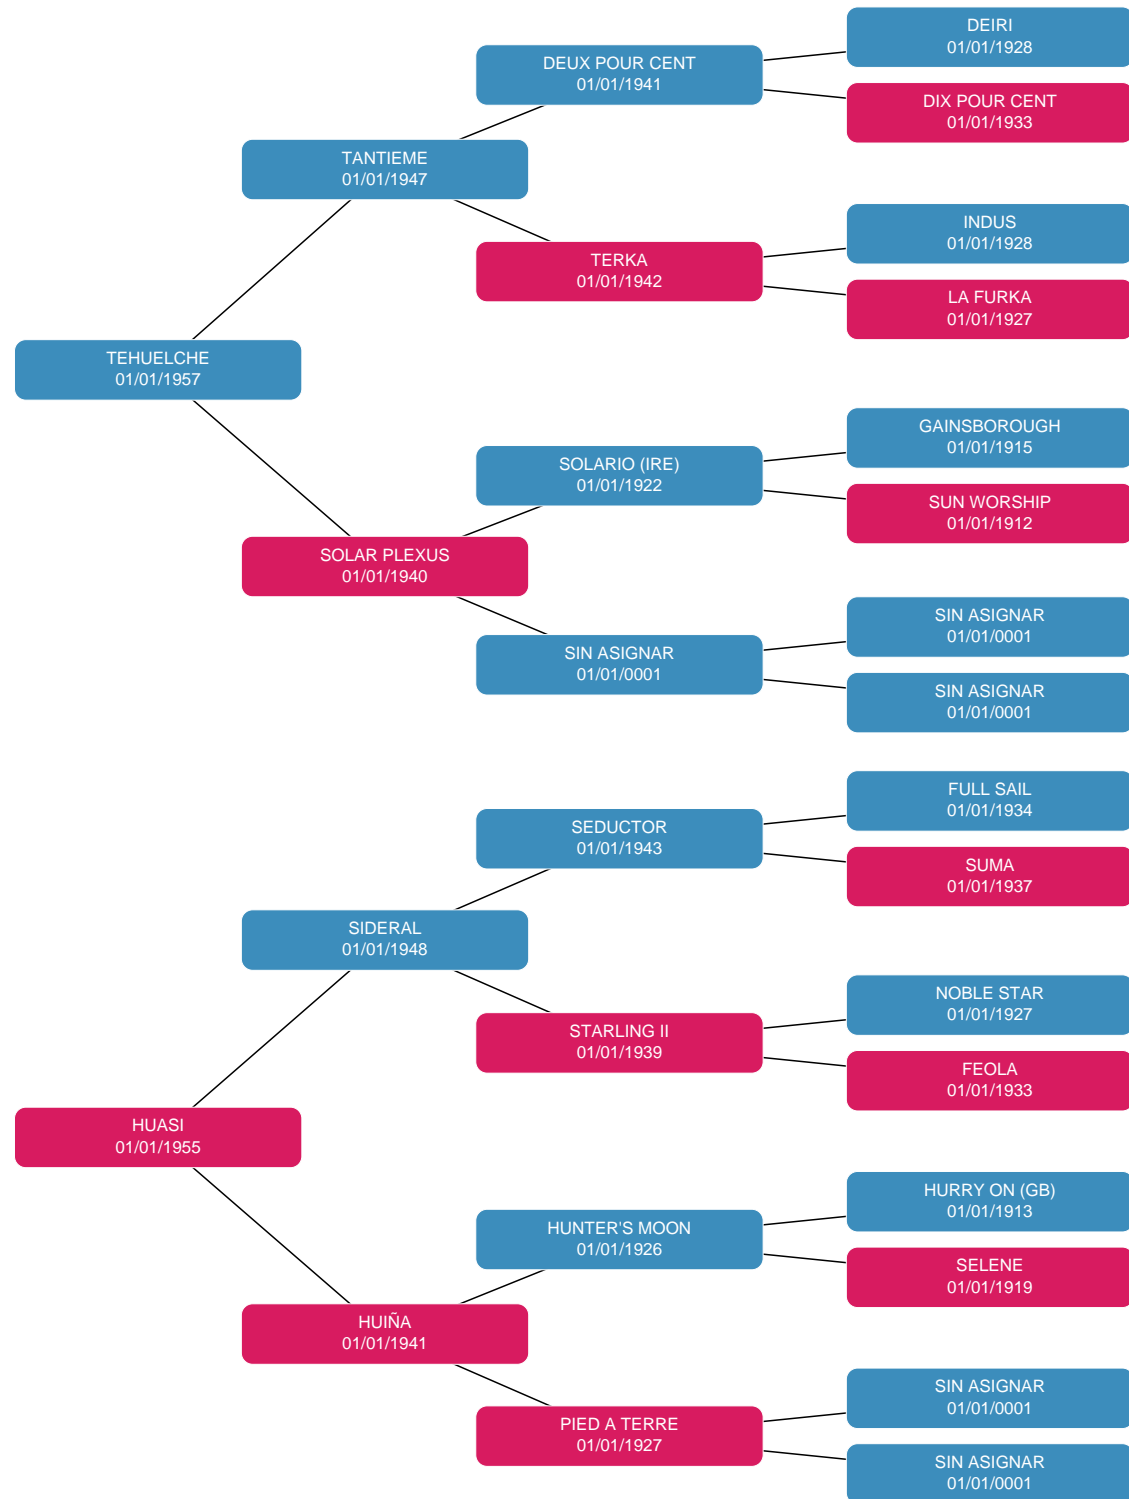 DEIRI
01/01/1928
DEUX POUR CENT
01/01/1941
DIX POUR CENT
01/01/1933
TANTIEME
01/01/1947
INDUS
01/01/1928
TERKA
01/01/1942
LA FURKA
01/01/1927
TEHUELCHE
01/01/1957
GAINSBOROUGH
01/01/1915
SOLARIO (IRE)
01/01/1922
SUN WORSHIP
01/01/1912
SOLAR PLEXUS
01/01/1940
SIN ASIGNAR
01/01/0001
SIN ASIGNAR
01/01/0001
SIN ASIGNAR
01/01/0001
FULL SAIL
01/01/1934
SEDUCTOR
01/01/1943
SUMA
01/01/1937
SIDERAL
01/01/1948
NOBLE STAR
01/01/1927
STARLING II
01/01/1939
FEOLA
01/01/1933
HUASI
01/01/1955
HURRY ON (GB)
01/01/1913
HUNTER'S MOON
01/01/1926
SELENE
01/01/1919
HUIÑA
01/01/1941
SIN ASIGNAR
01/01/0001
PIED A TERRE
01/01/1927
SIN ASIGNAR
01/01/0001